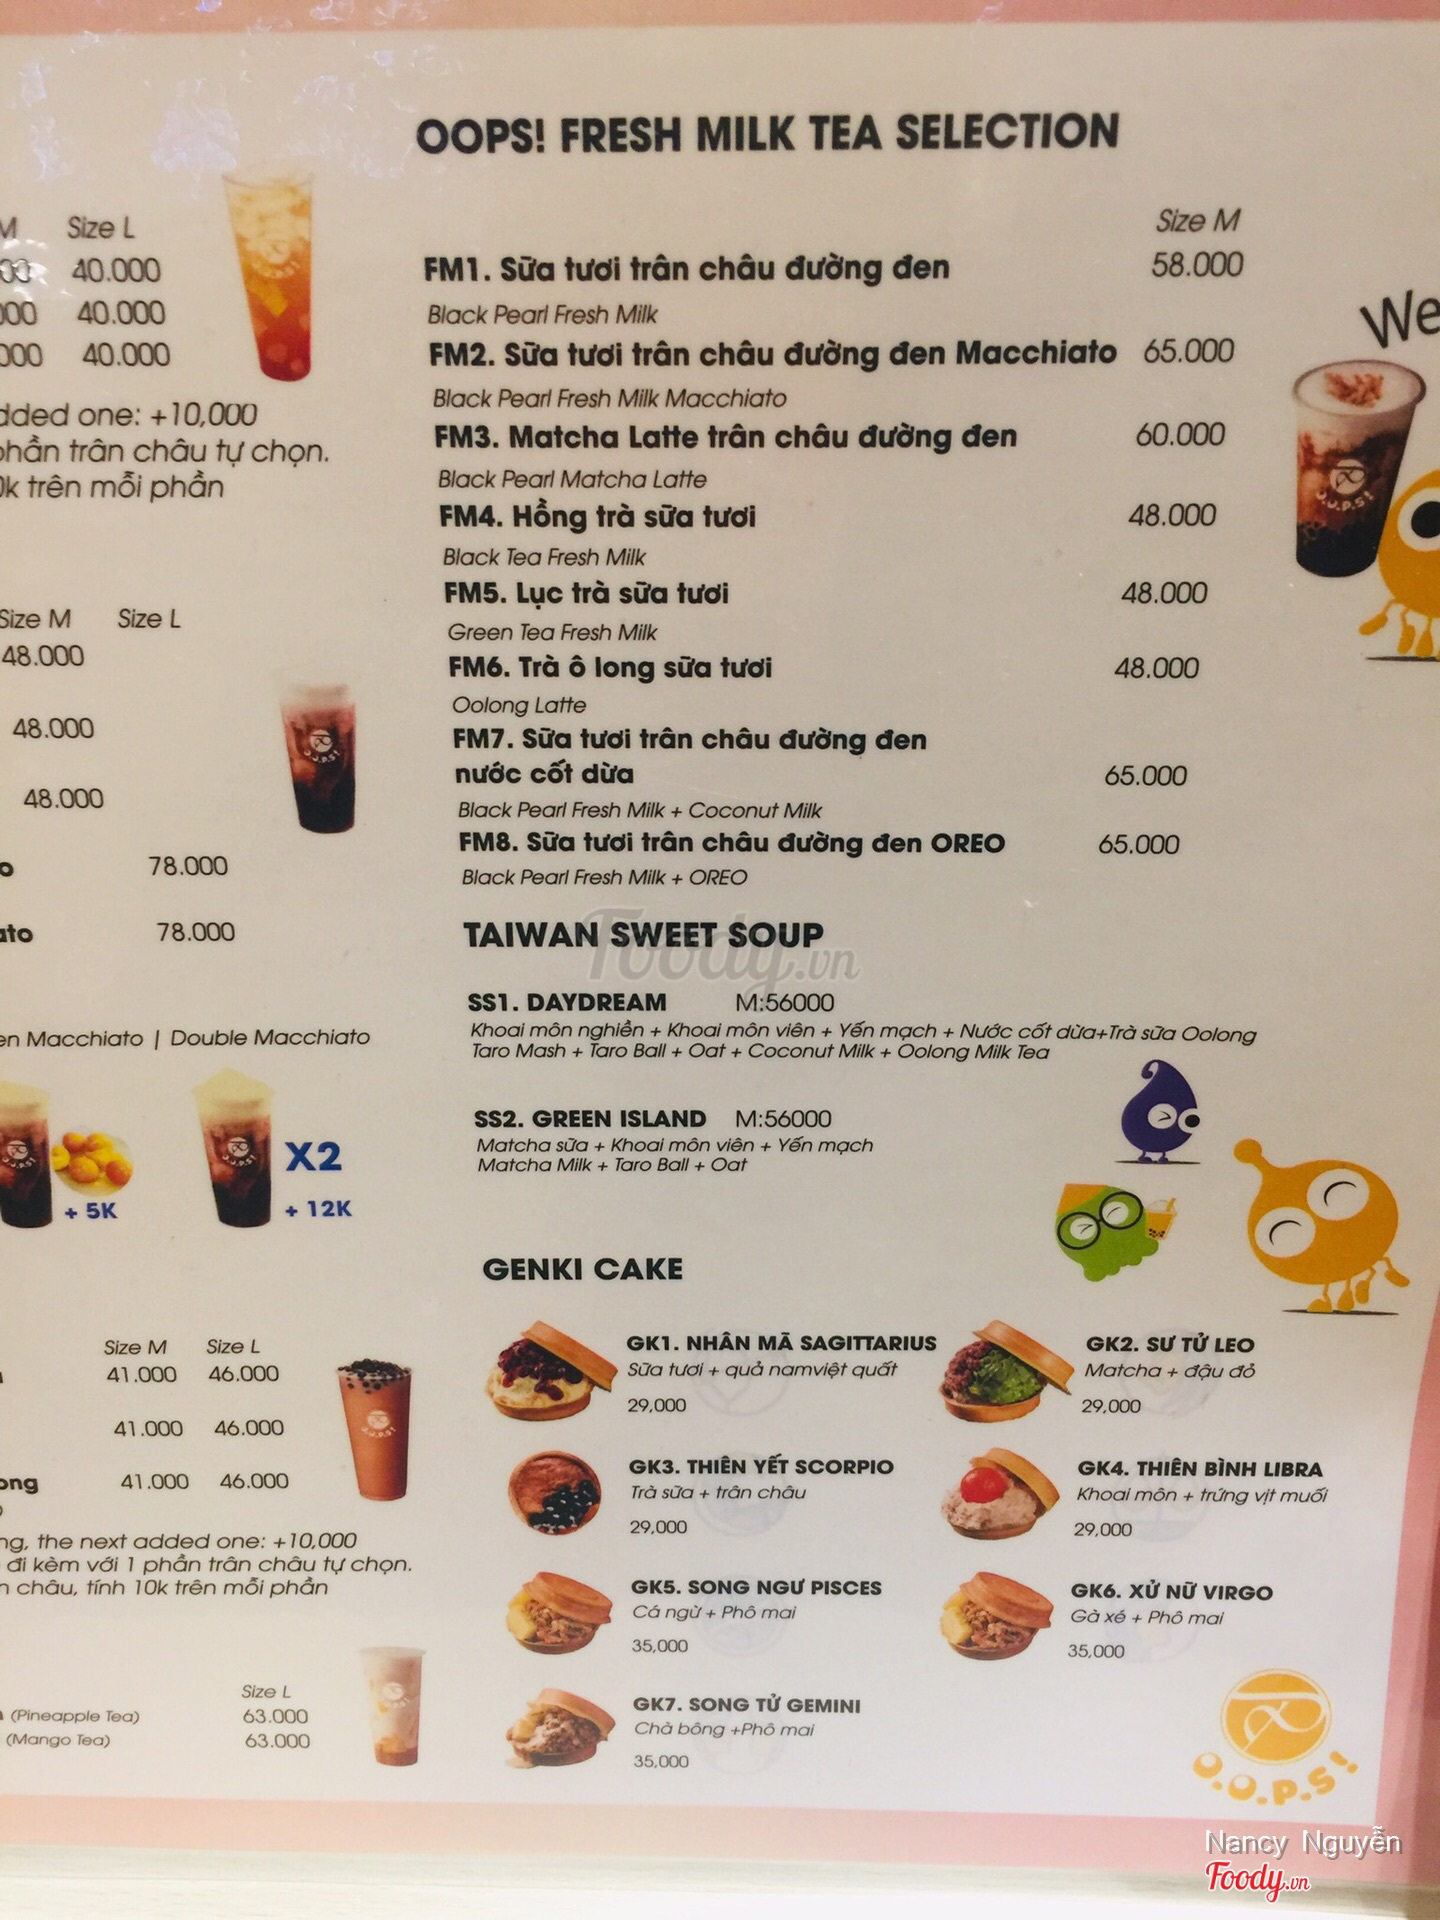 OOPS! FRESH MILK TEA SELECTION
Size M
FM1. Sữa tươi trân châu đường đen 58.000
Black Pearl Fresh Milk
FM2. Sữa tươi trân châu đường đen Macchiato 65.000
Black Pearl Fresh Milk Macchiato
FM3. Matcha Latte trân châu đường đen 60.000
Black Pearl Matcha Latte
FM4. Hồng trà sữa tươi 48.000
Black Tea Fresh Milk
FM5. Lục trà sữa tươi 48.000
Green Tea Fresh Milk
FM6. Trà ô long sữa tươi 48.000
Oolong Latte
FM7. Sữa tươi trân châu đường đen
nước cốt dừa 65.000
Black Pearl Fresh Milk + Coconut Milk
FM8. Sữa tươi trân châu đường đen OREO 65.000
Black Pearl Fresh Milk + OREO
TAIWAN SWEET SOUP
SS1. DAYDREAM M:56000
Khoai môn nghiền + Khoai môn viên + Yến mạch + Nước cốt dừa+Trà sữa Oolong
Taro Mash + Taro Ball + Oat + Coconut Milk + Oolong Milk Tea
SS2. GREEN ISLAND M:56000
Matcha sữa + Khoai môn viên + Yến mạch
Matcha Milk + Taro Ball + Oat
GENKI CAKE
GK1. NHÂN MÃ SAGITTARIUS
Sữa tươi + quả namviệt quất
29,000
GK2. SƯ TỬ LEO
Matcha + đậu đỏ
29,000
GK3. THIÊN YẾT SCORPIO
Trà sữa + trân châu
29,000
GK4. THIÊN BÌNH LIBRA
Khoai môn + trứng vịt muối
29,000
GK5. SONG NGƯ PISCES
Cá ngừ + Phô mai
35,000
GK6. XỬ NỮ VIRGO
Gà xé + Phô mai
35,000
GK7. SONG TỬ GEMINI
Chà bông +Phô mai
35,000
O.O.P.S!
M Size L
40.000
40.000
40.000
one: +10,000
phần trân châu tự chọn.
trên mỗi phần
Size M Size L
48.000
48.000
48.000
78.000
78.000
Macchiato | Double Macchiato
+ 5K
X2
+ 12K
Size M Size L
41.000 46.000
41.000 46.000
41.000 46.000
the next added one: +10,000
đi kèm với 1 phần trân châu tự chọn.
châu, tính 10k trên mỗi phần
Size L
(Pineapple Tea) 63.000
(Mango Tea) 63.000
We
Foody.vn
Nancy Nguyễn
Foody.vn